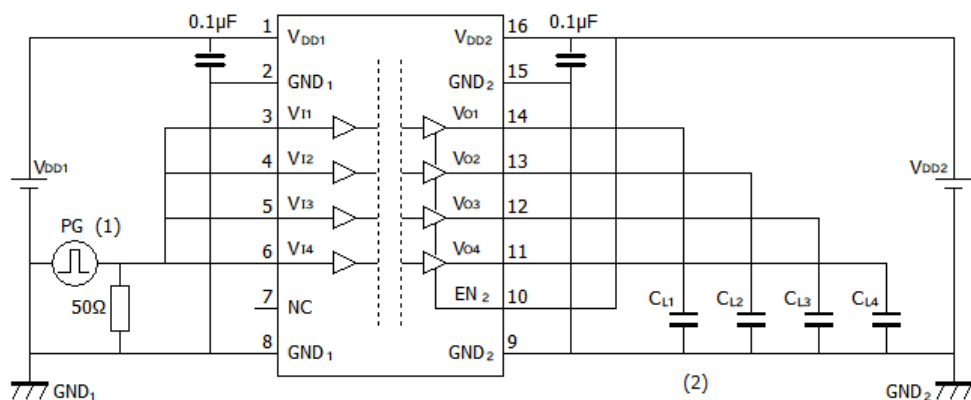 0.1µF 1 16 0.1µF
VDD1 VDD2
2 15
GND1 GND2
3 VI1 VO1 14
4 VI2 VO2 13
VDD1 VDD2
5 VI3 VO3 12
PG (1)
6 VI4 VO4 11
50Ω 7 NC EN2 10 CL1 CL2 CL3 CL4
8 GND1 GND2 9
GND1 (2) GND2